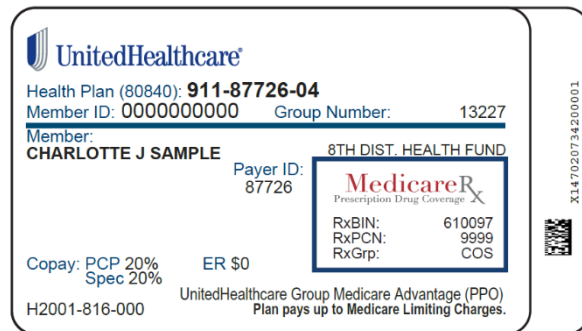 UnitedHealthcare®
Health Plan (80840): 911-87726-04
Member ID: 0000000000 Group Number: 13227
Member:
CHARLOTTE J SAMPLE 8TH DIST. HEALTH FUND
Payer ID:
87726
MedicareRx
Prescription Drug Coverage
RxBIN: 610097
RxPCN: 9999
RxGrp: COS
Copay: PCP 20% ER $0
Spec 20%
H2001-816-000
UnitedHealthcare Group Medicare Advantage (PPO)
Plan pays up to Medicare Limiting Charges.
X147020734200001